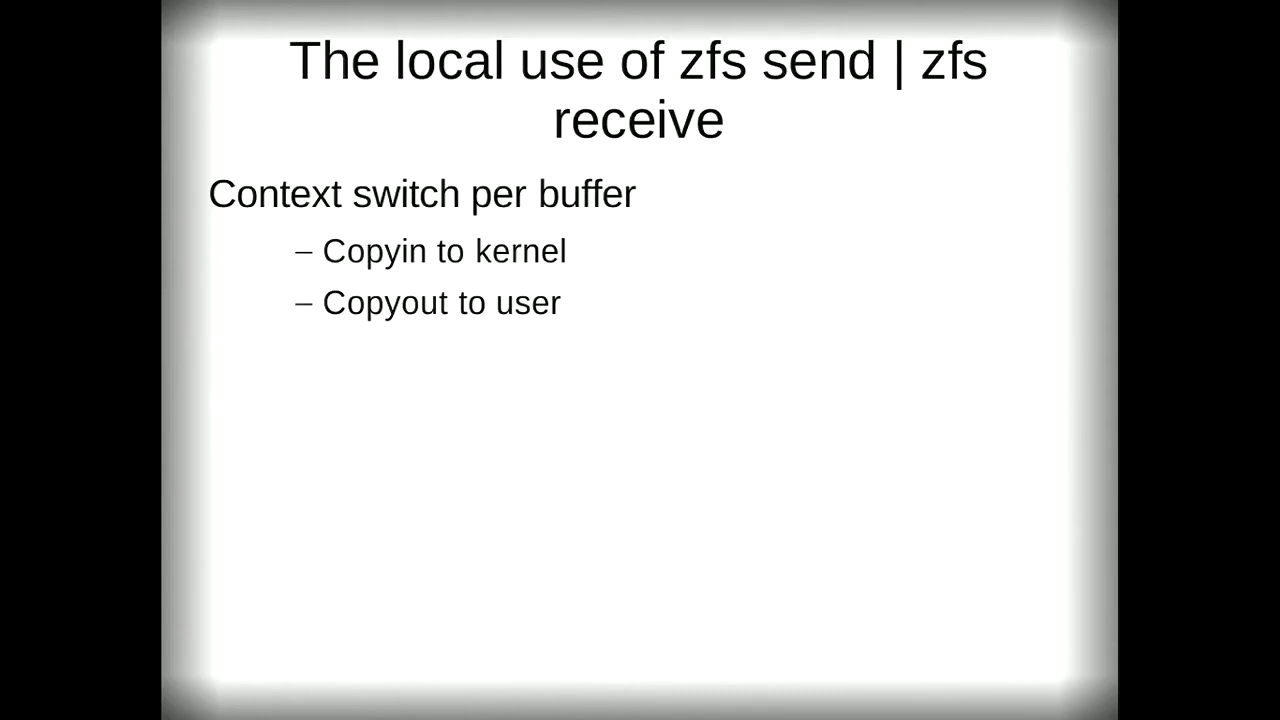 The local use of zfs send | zfs
receive
Context switch per buffer
– Copyin to kernel
– Copyout to user